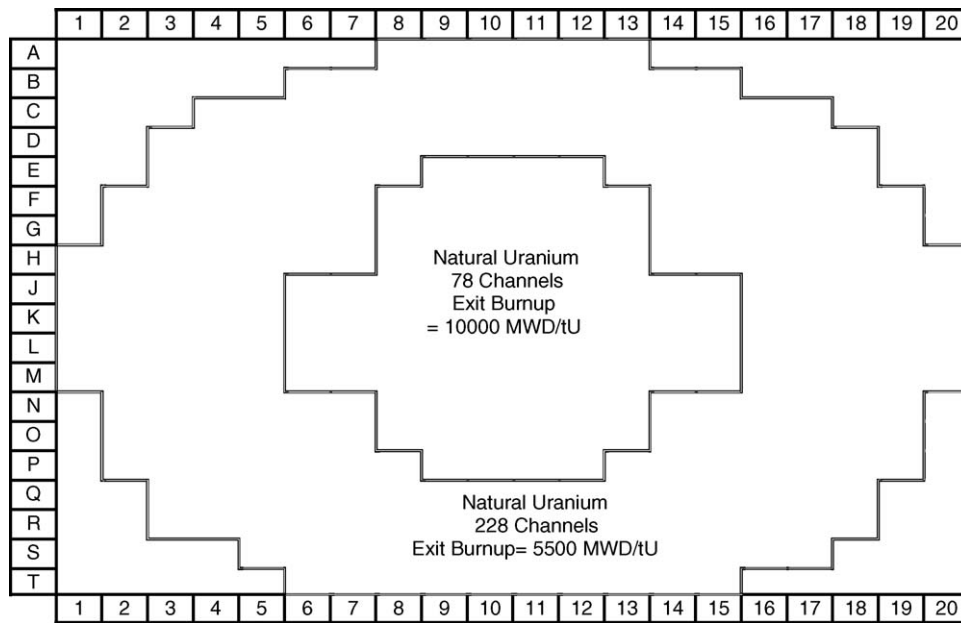 1 2 3 4 5 6 7 8 9 10 11 12 13 14 15 16 17 18 19 20
A
B
C
D
E
F
G
H
J
K
L
M
N
O
P
Q
R
S
T
Natural Uranium
78 Channels
Exit Burnup
= 10000 MWD/tU
Natural Uranium
228 Channels
Exit Burnup= 5500 MWD/tU
1 2 3 4 5 6 7 8 9 10 11 12 13 14 15 16 17 18 19 20